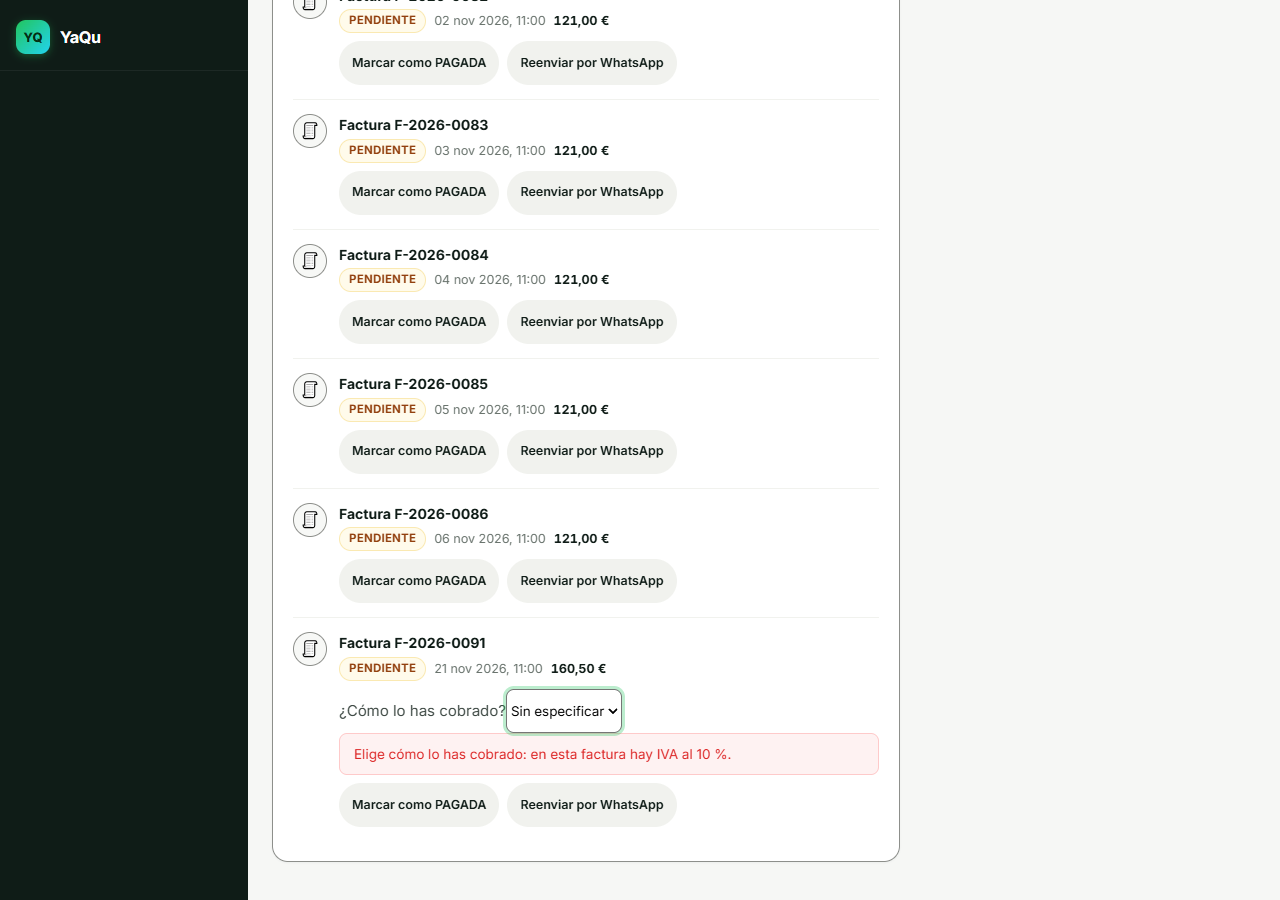 YQ YaQu
PENDIENTE 02 nov 2026, 11:00 121,00 €
Marcar como PAGADA Reenviar por WhatsApp
Factura F-2026-0083
PENDIENTE 03 nov 2026, 11:00 121,00 €
Marcar como PAGADA Reenviar por WhatsApp
Factura F-2026-0084
PENDIENTE 04 nov 2026, 11:00 121,00 €
Marcar como PAGADA Reenviar por WhatsApp
Factura F-2026-0085
PENDIENTE 05 nov 2026, 11:00 121,00 €
Marcar como PAGADA Reenviar por WhatsApp
Factura F-2026-0086
PENDIENTE 06 nov 2026, 11:00 121,00 €
Marcar como PAGADA Reenviar por WhatsApp
Factura F-2026-0091
PENDIENTE 21 nov 2026, 11:00 160,50 €
¿Cómo lo has cobrado? Sin especificar
Elige cómo lo has cobrado: en esta factura hay IVA al 10 %.
Marcar como PAGADA Reenviar por WhatsApp